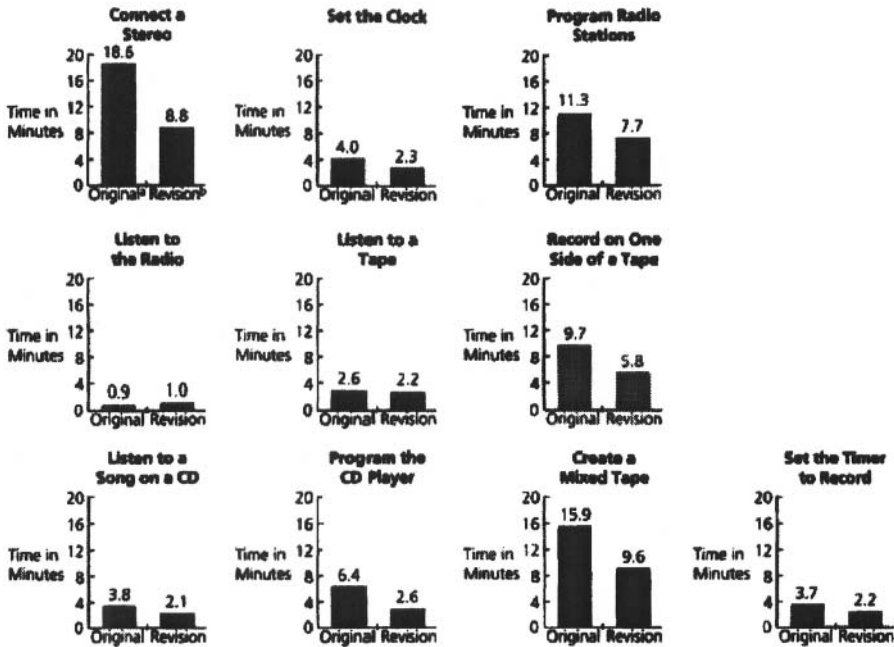 Connect a
Stereo
20
16
12
8
4
0
Time in
Minutes
18.6
8.8
Originalᵃ Revisionᵇ
Set the Clock
20
16
12
8
4
0
Time in
Minutes
4.0
2.3
Original Revision
Program Radio
Stations
20
16
12
8
4
0
Time in
Minutes
11.3
7.7
Original Revision
Listen to
the Radio
20
16
12
8
4
0
Time in
Minutes
0.9
1.0
Original Revision
Listen to a
Tape
20
16
12
8
4
0
Time in
Minutes
2.6
2.2
Original Revision
Record on One
Side of a Tape
20
16
12
8
4
0
Time in
Minutes
9.7
5.8
Original Revision
Listen to a
Song on a CD
20
16
12
8
4
0
Time in
Minutes
3.8
2.1
Original Revision
Program the
CD Player
20
16
12
8
4
0
Time in
Minutes
6.4
2.6
Original Revision
Create a
Mixed Tape
20
16
12
8
4
0
Time in
Minutes
15.9
9.6
Original Revision
Set the Timer
to Record
20
16
12
8
4
0
Time in
Minutes
3.7
2.2
Original Revision